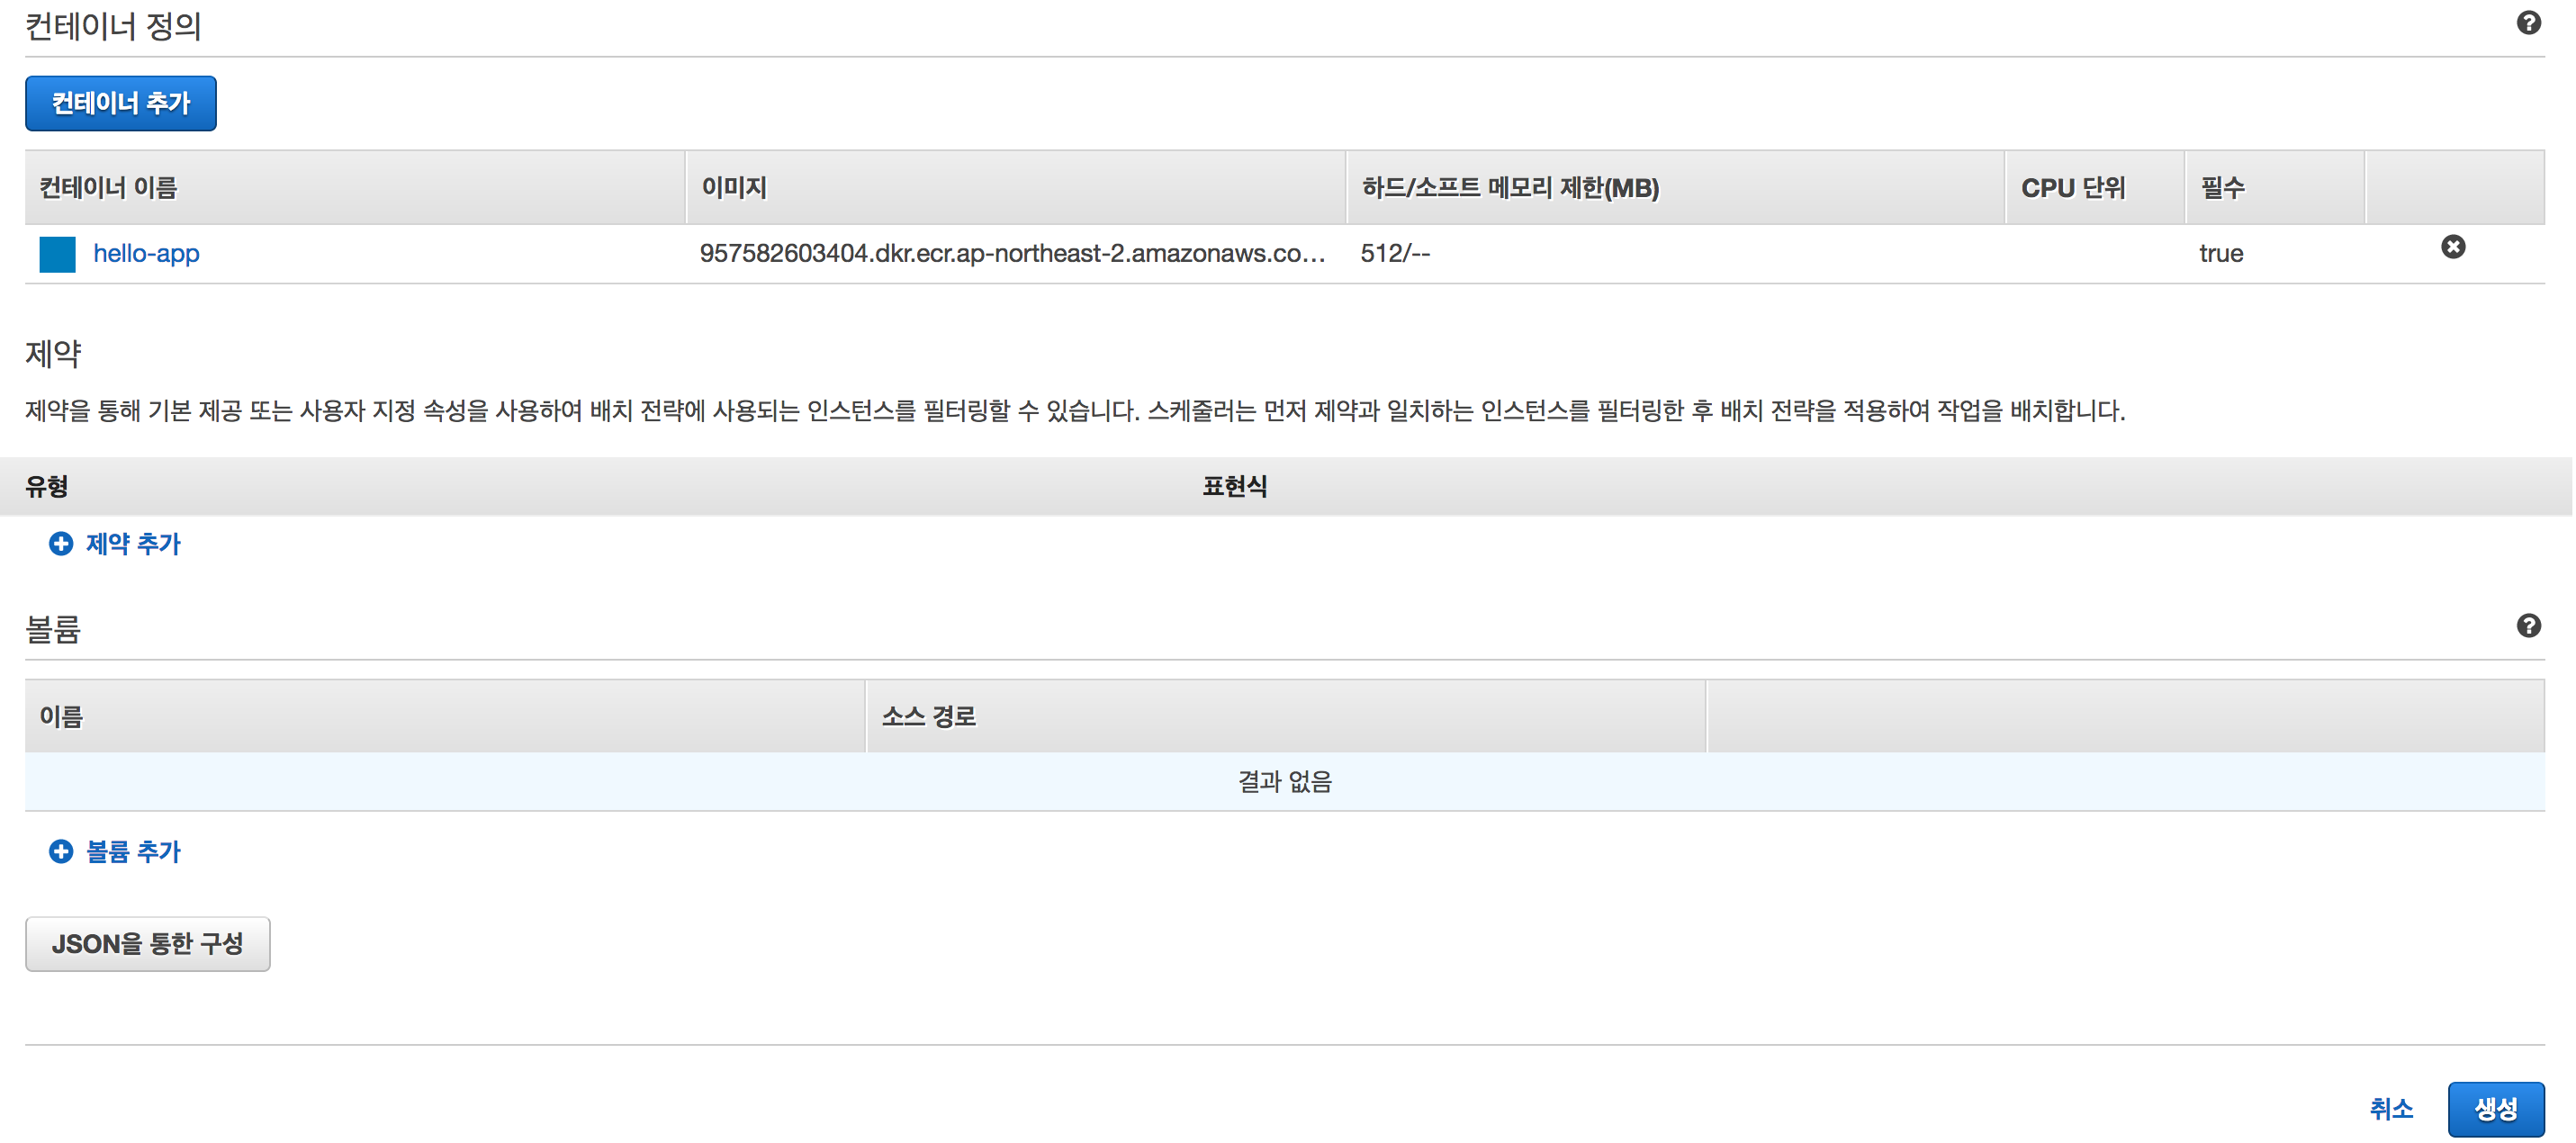 컨테이너 정의
컨테이너 추가
컨테이너 이름 이미지 하드/소프트 메모리 제한(MB) CPU 단위 필수
hello-app 957582603404.dkr.ecr.ap-northeast-2.amazonaws.co... 512/-- true
제약
제약을 통해 기본 제공 또는 사용자 지정 속성을 사용하여 배치 전략에 사용되는 인스턴스를 필터링할 수 있습니다. 스케줄러는 먼저 제약과 일치하는 인스턴스를 필터링한 후 배치 전략을 적용하여 작업을 배치합니다.
유형 표현식
제약 추가
볼륨
이름 소스 경로
결과 없음
볼륨 추가
JSON을 통한 구성
취소 생성